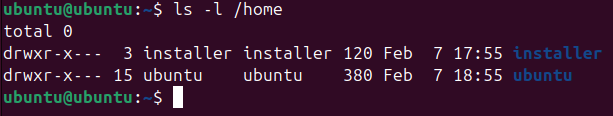 ubuntu@ubuntu:~$ ls -l /home
total 0
drwxr-x---  3 installer installer 120 Feb  7 17:55 installer
drwxr-x--- 15 ubuntu    ubuntu    380 Feb  7 18:55 ubuntu
ubuntu@ubuntu:~$